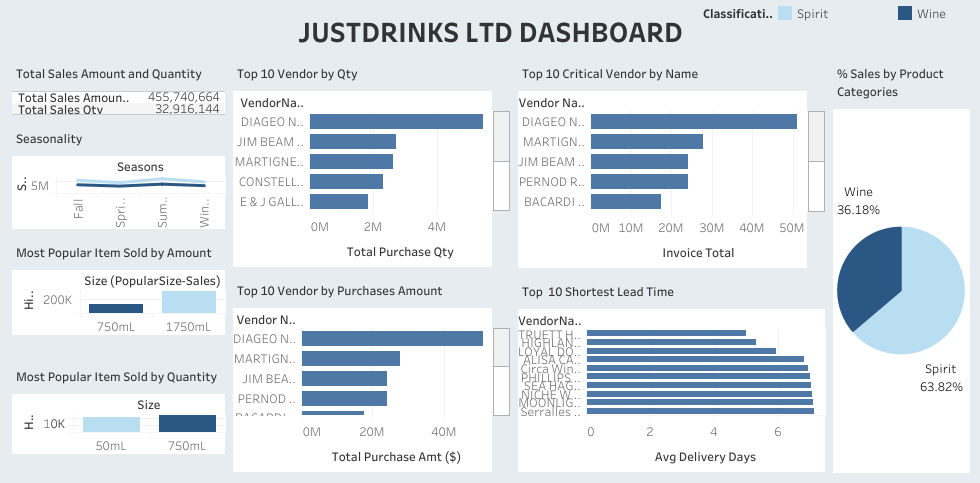 Classificati.. Spirit Wine
JUSTDRINKS LTD DASHBOARD
Total Sales Amount and Quantity
Total Sales Amoun.. 455,740,664
Total Sales Qty 32,916,144
Seasonality
Seasons
S..
5M
Fall
Spri..
Sum..
Win..
Most Popular Item Sold by Amount
Size (PopularSize-Sales)
Hi..
200K
750mL 1750mL
Most Popular Item Sold by Quantity
Size
Hi..
10K
50mL 750mL
Top 10 Vendor by Qty
VendorNa..
DIAGEO N..
JIM BEAM ..
MARTIGNE..
CONSTELL..
E & J GALL..
0M 2M 4M
Total Purchase Qty
Top 10 Vendor by Purchases Amount
Vendor N..
DIAGEO N..
MARTIGN..
JIM BEA..
PERNOD ..
BACARDI ..
0M 20M 40M
Total Purchase Amt ($)
Top 10 Critical Vendor by Name
Vendor Na..
DIAGEO N..
MARTIGN..
JIM BEAM ..
PERNOD R..
BACARDI ..
0M 10M 20M 30M 40M 50M
Invoice Total
Top 10 Shortest Lead Time
VendorNa..
TRUETT H..
HIGHLAN..
LOYAL DO..
ALISA CA..
Circa Win..
PHILLIPS ..
SEA HAG..
NICHE W ..
MOONLIG..
Serralles ..
0 2 4 6
Avg Delivery Days
% Sales by Product
Categories
Wine
36.18%
Spirit
63.82%